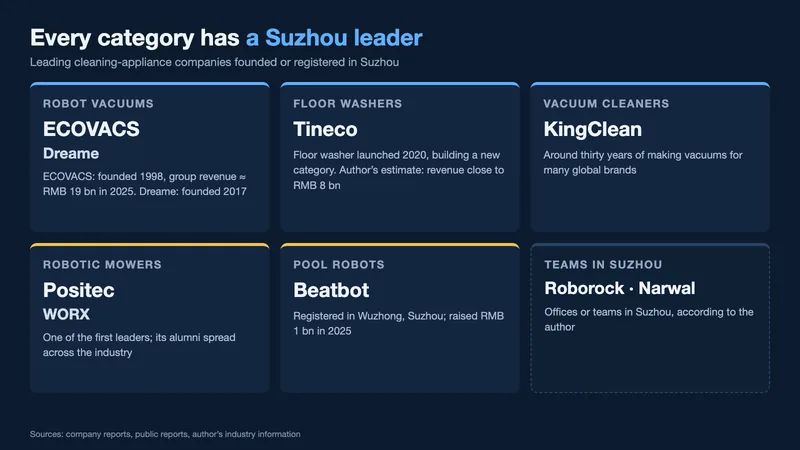 Every category has a Suzhou leader
Leading cleaning-appliance companies founded or registered in Suzhou
ROBOT VACUUMS
ECOVACS
Dreame
ECOVACS: founded 1998, group revenue ≈
RMB 19 bn in 2025. Dreame: founded 2017
FLOOR WASHERS
Tineco
Floor washer launched 2020, building a new
category. Author's estimate: revenue close to
RMB 8 bn
VACUUM CLEANERS
KingClean
Around thirty years of making vacuums for
many global brands
ROBOTIC MOWERS
Positec
WORX
One of the first leaders; its alumni spread
across the industry
POOL ROBOTS
Beatbot
Registered in Wuzhong, Suzhou; raised RMB
1 bn in 2025
TEAMS IN SUZHOU
Roborock · Narwal
Offices or teams in Suzhou, according to the
author
Sources: company reports, public reports, author's industry information